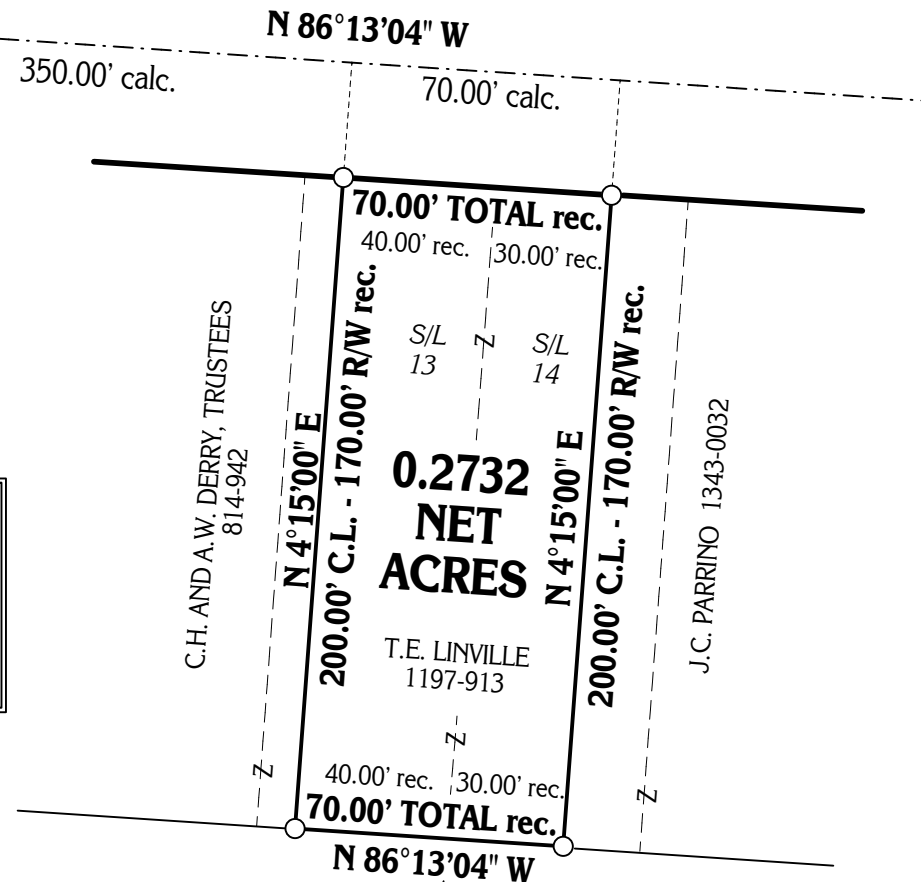 N 86°13'04" W
350.00' calc.
70.00' calc.
70.00' TOTAL rec.
40.00' rec.
30.00' rec.
S/L
13
Z
S/L
14
C.H. AND A.W. DERRY, TRUSTEES
814-942
N 4°15'00" E
200.00' C.L. - 170.00' R/W rec.
0.2732
NET
ACRES
N 4°15'00" E
200.00' C.L. - 170.00' R/W rec.
J.C. PARRINO 1343-0032
T.E. LINVILLE
1197-913
Z
Z
Z
40.00' rec.
30.00' rec.
70.00' TOTAL rec.
N 86°13'04" W